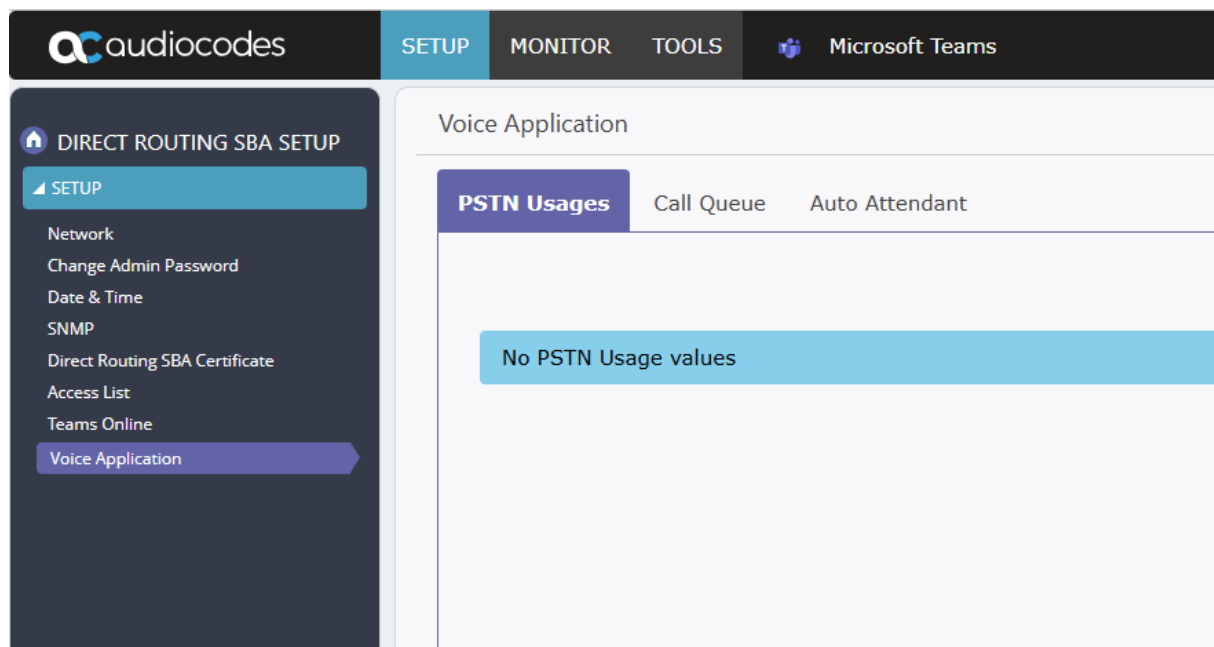 audiocodes
SETUP
MONITOR
TOOLS
Microsoft Teams
DIRECT ROUTING SBA SETUP
SETUP
Network
Change Admin Password
Date & Time
SNMP
Direct Routing SBA Certificate
Access List
Teams Online
Voice Application
Voice Application
PSTN Usages
Call Queue
Auto Attendant
No PSTN Usage values